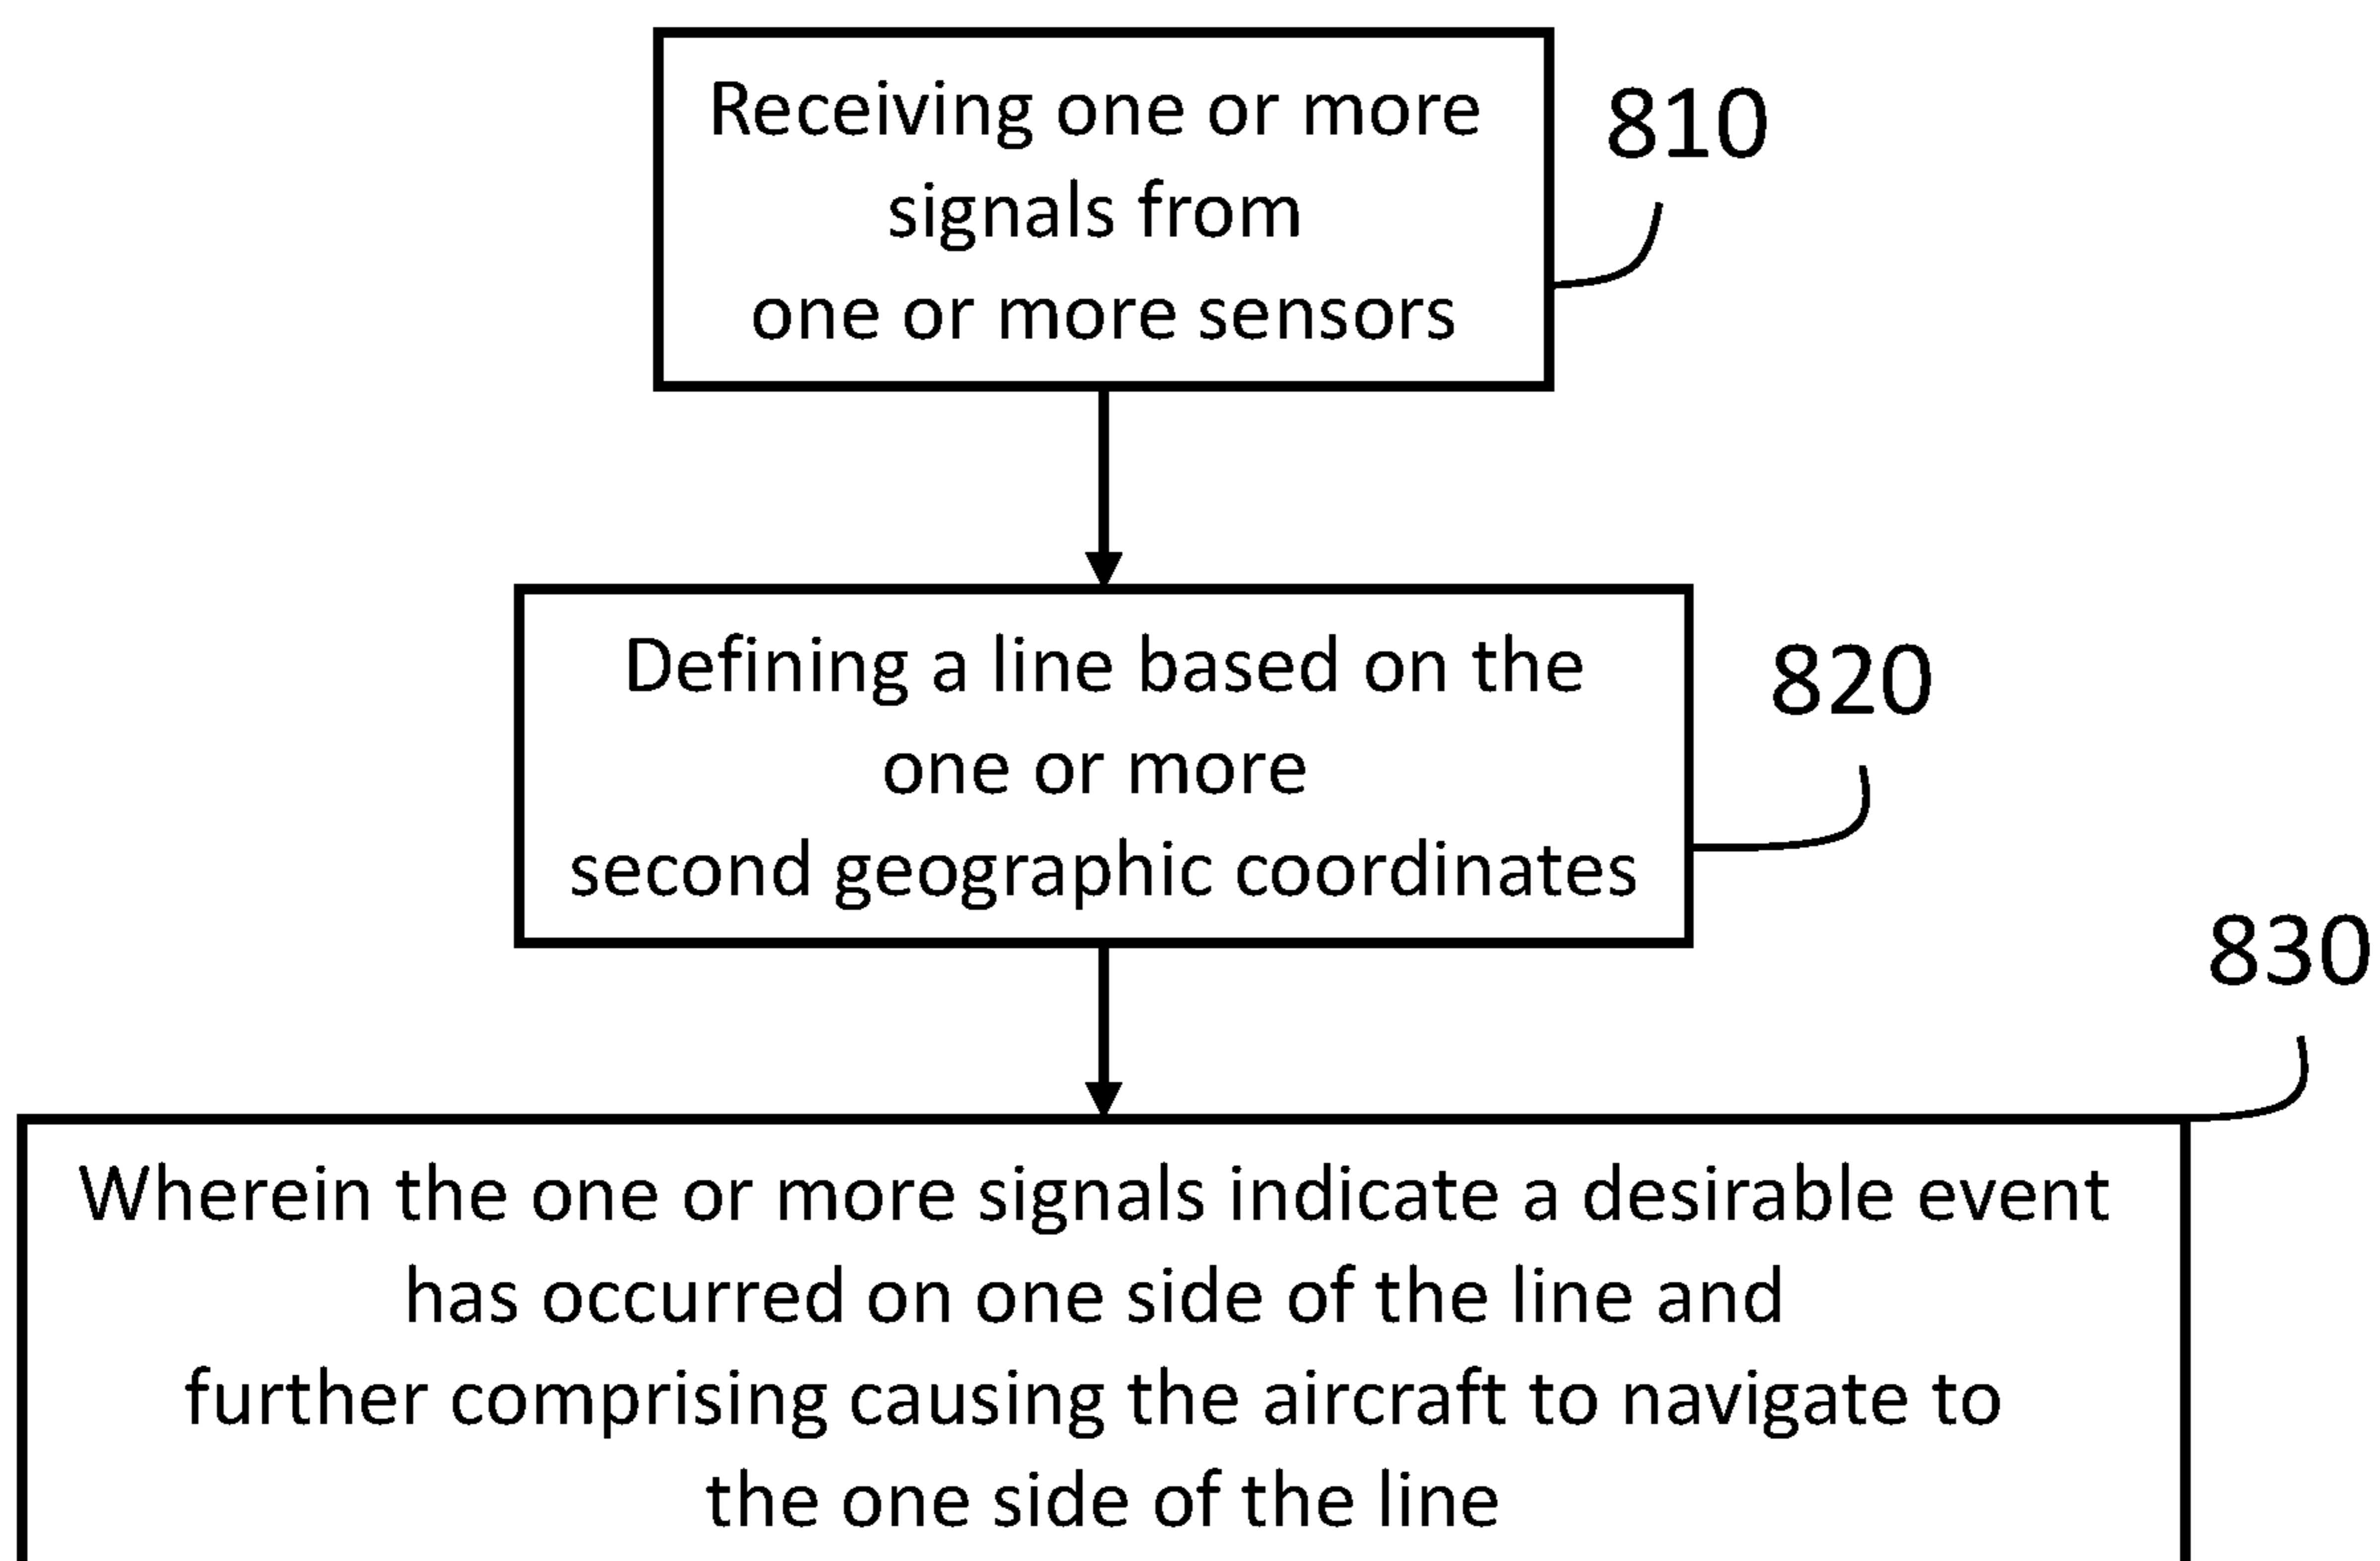 Receiving one or more
signals from
one or more sensors
810
Defining a line based on the
one or more
second geographic coordinates
820
830
Wherein the one or more signals indicate a desirable event
has occurred on one side of the line and
further comprising causing the aircraft to navigate to
the one side of the line